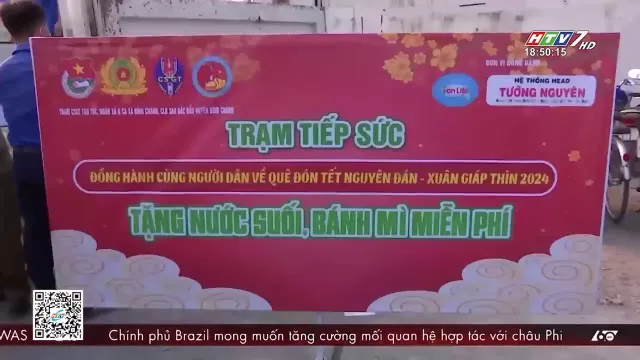 HTV7 HD
18:50:15
CSGT
ĐƠN VỊ ĐỒNG HÀNH
HỆ THỐNG HEAD
TƯỜNG NGUYÊN
TRẠM TIẾP SỨC
ĐỒNG HÀNH CÙNG NGƯỜI DÂN VỀ QUÊ ĐÓN TẾT NGUYÊN ĐÁN - XUÂN GIÁP THÌN 2024
TẶNG NƯỚC SUỐI, BÁNH MÌ MIỄN PHÍ
WAS
Chính phủ Brazil mong muốn tăng cường mối quan hệ hợp tác với châu Phi